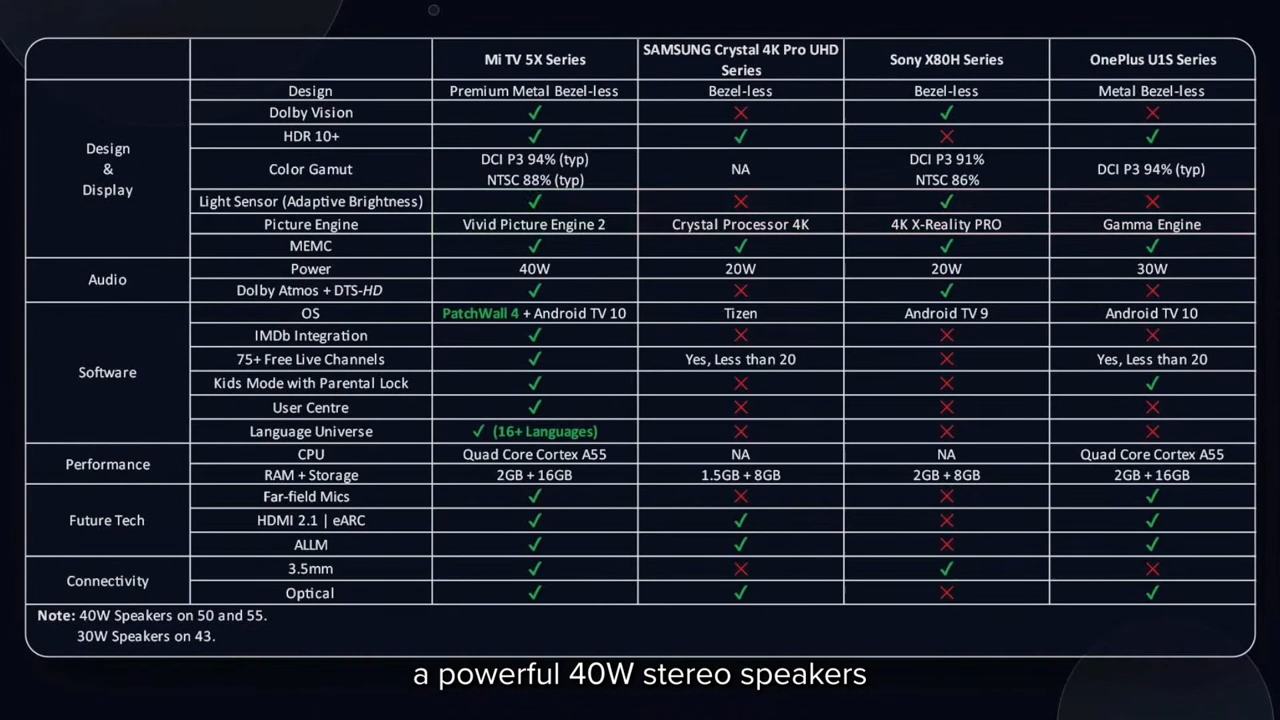 Mi TV 5X Series
SAMSUNG Crystal 4K Pro UHD
Series
Sony X80H Series
OnePlus U1S Series
Design
&
Display
Design
Premium Metal Bezel-less
Bezel-less
Bezel-less
Metal Bezel-less
Dolby Vision
✓
✕
✓
✕
HDR 10+
✓
✓
✕
✓
Color Gamut
DCI P3 94% (typ)
NTSC 88% (typ)
NA
DCI P3 91%
NTSC 86%
DCI P3 94% (typ)
Light Sensor (Adaptive Brightness)
✓
✕
✓
✕
Picture Engine
Vivid Picture Engine 2
Crystal Processor 4K
4K X-Reality PRO
Gamma Engine
MEMC
✓
✓
✓
✓
Audio
Power
40W
20W
20W
30W
Dolby Atmos + DTS-HD
✓
✕
✓
✕
Software
OS
PatchWall 4 + Android TV 10
Tizen
Android TV 9
Android TV 10
IMDb Integration
✓
✕
✕
✕
75+ Free Live Channels
✓
Yes, Less than 20
✕
Yes, Less than 20
Kids Mode with Parental Lock
✓
✕
✕
✓
User Centre
✓
✕
✕
✕
Language Universe
✓ (16+ Languages)
✕
✕
✕
Performance
CPU
Quad Core Cortex A55
NA
NA
Quad Core Cortex A55
RAM + Storage
2GB + 16GB
1.5GB + 8GB
2GB + 8GB
2GB + 16GB
Future Tech
Far-field Mics
✓
✕
✕
✓
HDMI 2.1 | eARC
✓
✓
✕
✓
ALLM
✓
✓
✕
✓
Connectivity
3.5mm
✓
✕
✓
✕
Optical
✓
✓
✕
✓
Note: 40W Speakers on 50 and 55.
30W Speakers on 43.
a powerful 40W stereo speakers